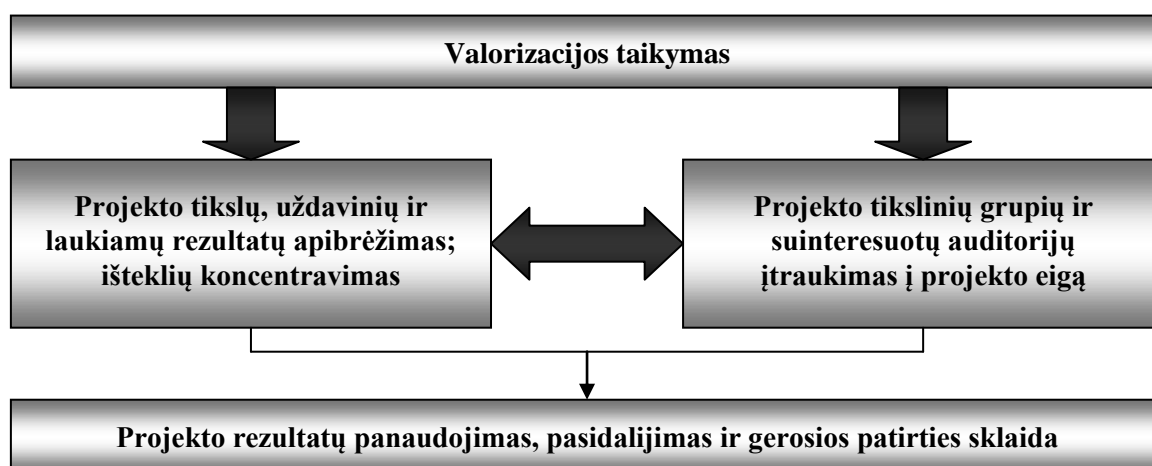 Valorizacijos taikymas
Projekto tikslų, uždavinių ir
laukiamų rezultatų apibrėžimas;
išteklių koncentravimas
Projekto tikslinių grupių ir
suinteresuotų auditorijų
įtraukimas į projekto eigą
Projekto rezultatų panaudojimas, pasidalijimas ir gerosios patirties sklaida